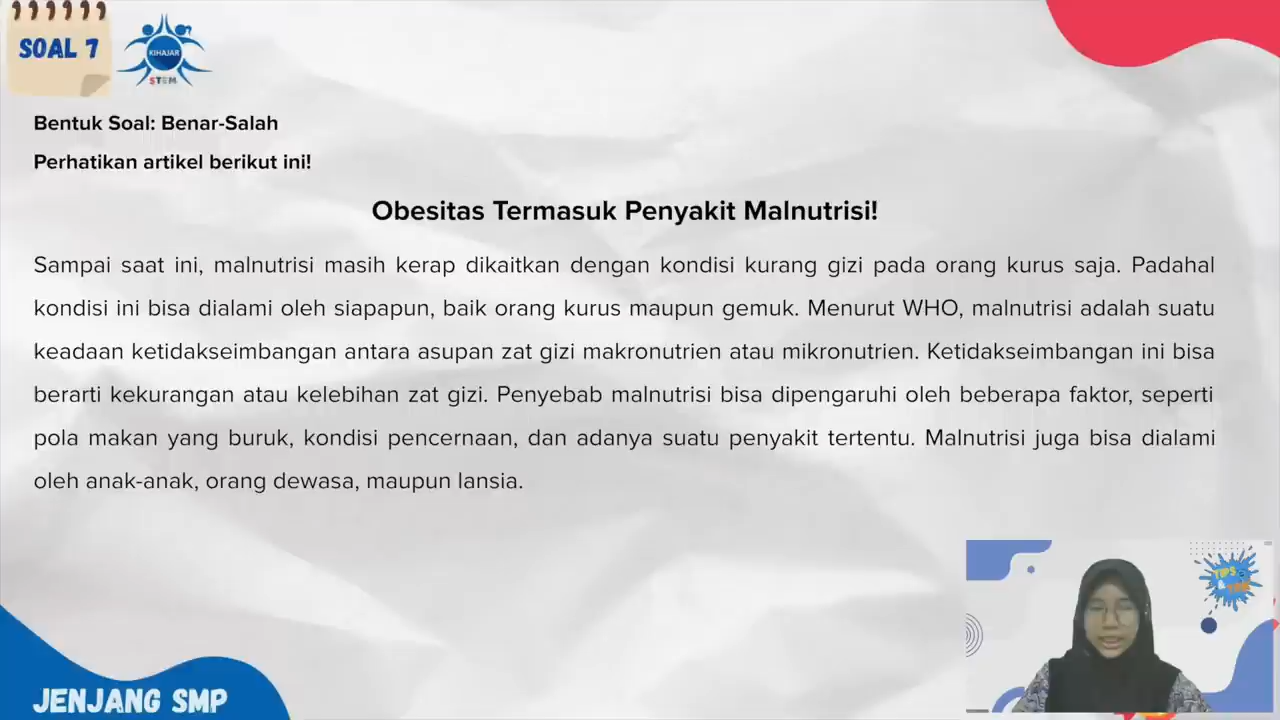 SOAL 7
KIHAJAR
STEM
Bentuk Soal: Benar-Salah
Perhatikan artikel berikut ini!
Obesitas Termasuk Penyakit Malnutrisi!
Sampai saat ini, malnutrisi masih kerap dikaitkan dengan kondisi kurang gizi pada orang kurus saja. Padahal
kondisi ini bisa dialami oleh siapapun, baik orang kurus maupun gemuk. Menurut WHO, malnutrisi adalah suatu
keadaan ketidakseimbangan antara asupan zat gizi makronutrien atau mikronutrien. Ketidakseimbangan ini bisa
berarti kekurangan atau kelebihan zat gizi. Penyebab malnutrisi bisa dipengaruhi oleh beberapa faktor, seperti
pola makan yang buruk, kondisi pencernaan, dan adanya suatu penyakit tertentu. Malnutrisi juga bisa dialami
oleh anak-anak, orang dewasa, maupun lansia.
TIPS
JENJANG SMP